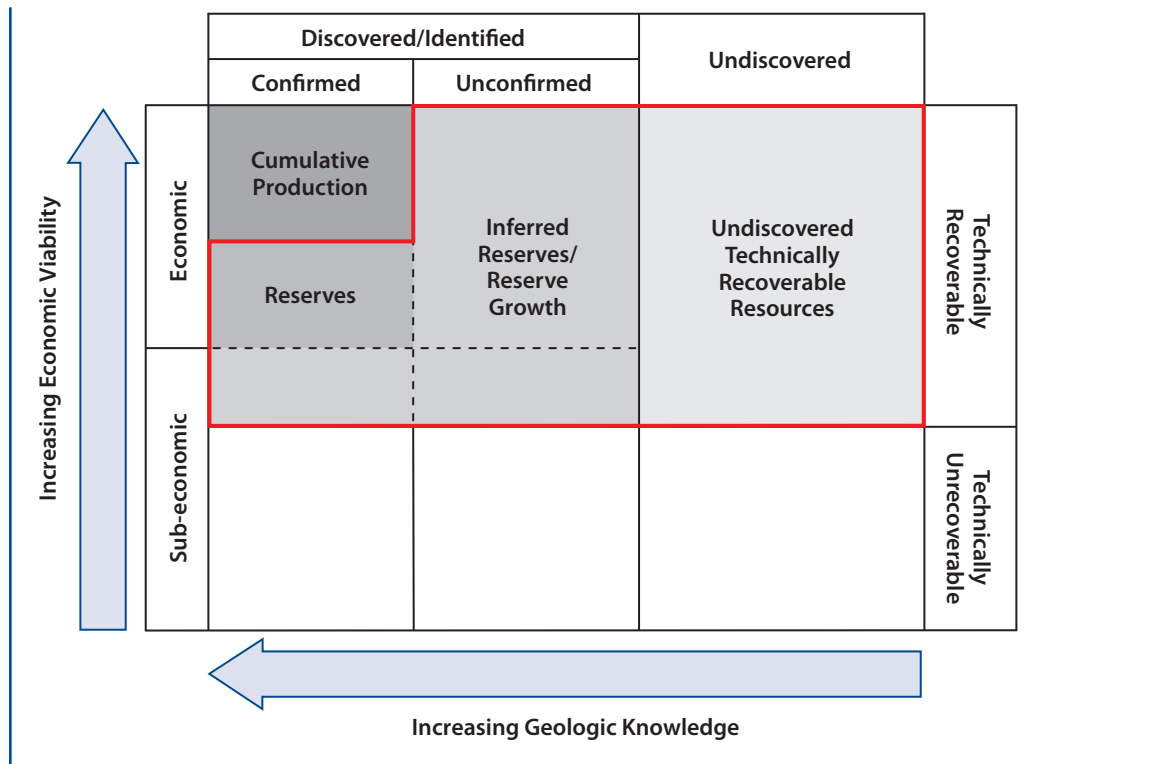 Discovered/Identified
Undiscovered
Confirmed
Unconfirmed
Increasing Economic Viability
Economic
Cumulative
Production
Reserves
Inferred
Reserves/
Reserve
Growth
Undiscovered
Technically
Recoverable
Resources
Technically
Recoverable
Sub-economic
Technically
Unrecoverable
Increasing Geologic Knowledge